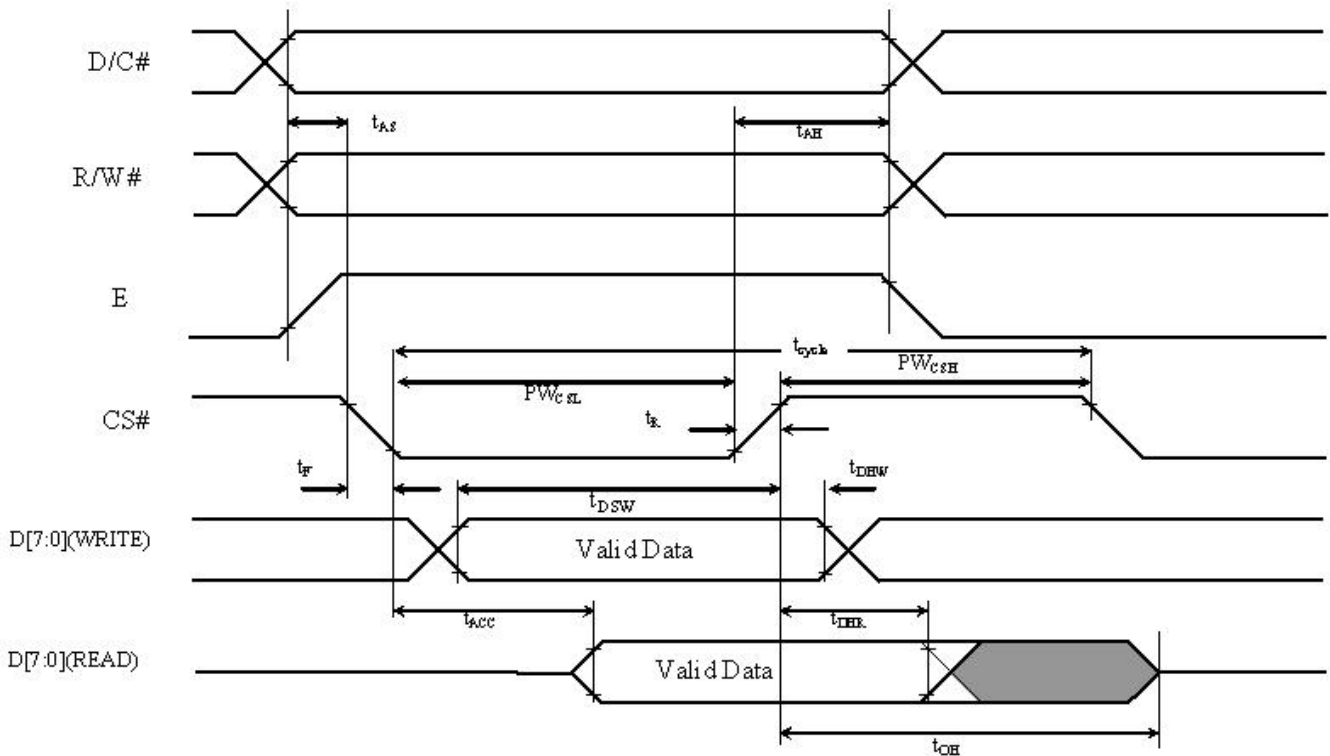 D/C#
tAS
tAH
R/W#
E
tcycle
PWCSH
PWCSL
CS#
tR
tF
tDHW
tDSW
D[7:0](WRITE)
Valid Data
tACC
tDHR
D[7:0](READ)
Valid Data
tOH